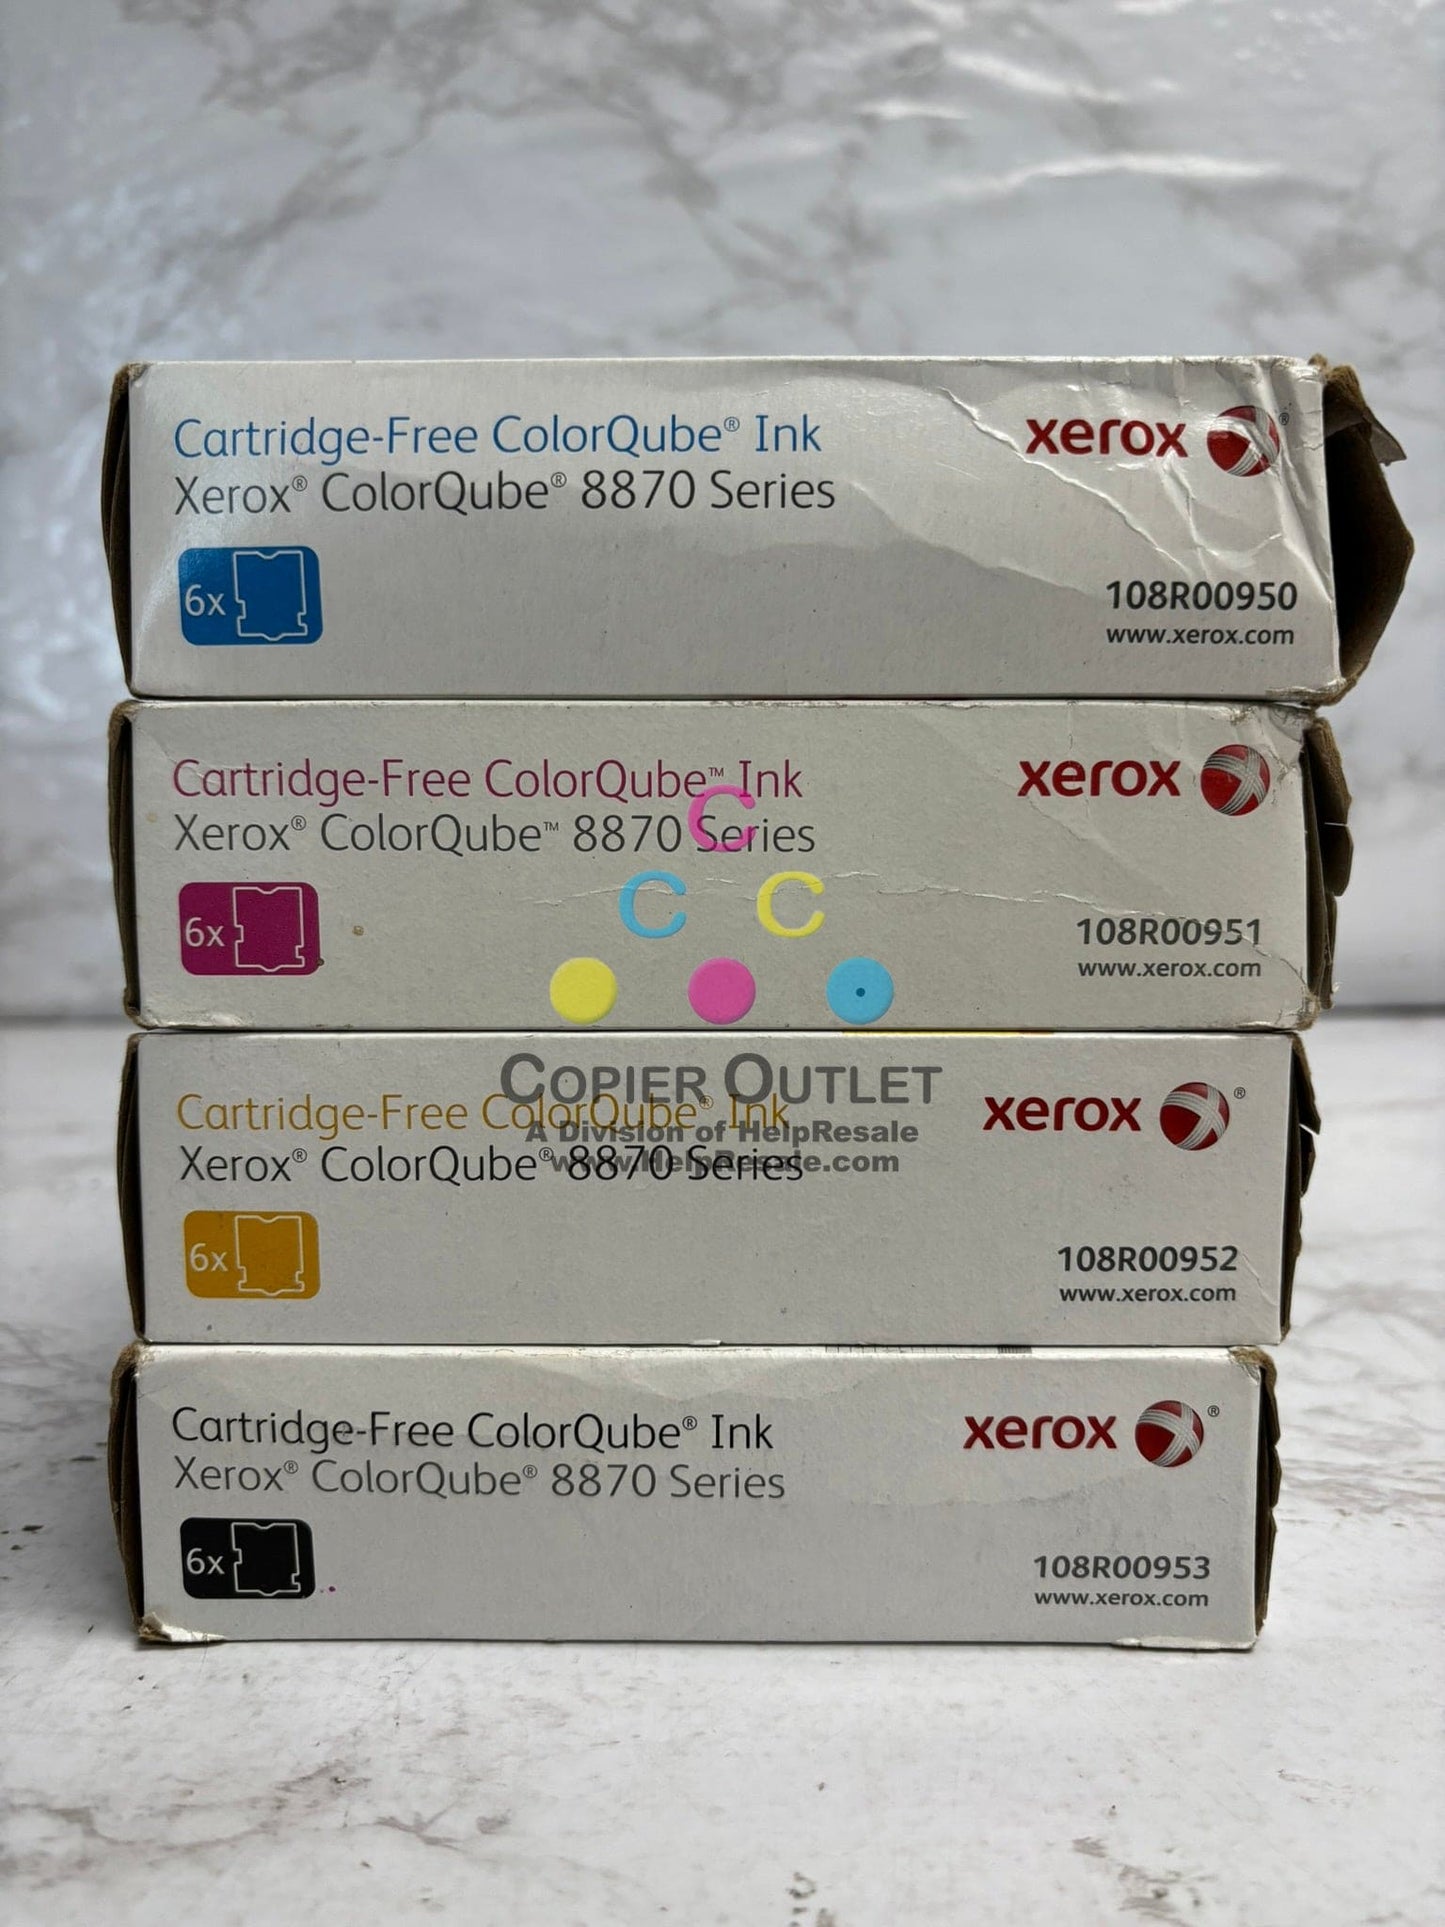 Cartridge-Free ColorQube® Ink
Xerox® ColorQube® 8870 Series
xerox ®
6x
108R00950
www.xerox.com
Cartridge-Free ColorQube™ Ink
Xerox® ColorQube™ 8870 Series
xerox
C
C C
6x
108R00951
www.xerox.com
COPIER OUTLET
A Division of HelpResale
www.HelpResale.com
Cartridge-Free ColorQube® Ink
Xerox® ColorQube® 8870 Series
xerox ®
6x
108R00952
www.xerox.com
Cartridge-Free ColorQube® Ink
Xerox® ColorQube® 8870 Series
xerox ®
6x
108R00953
www.xerox.com